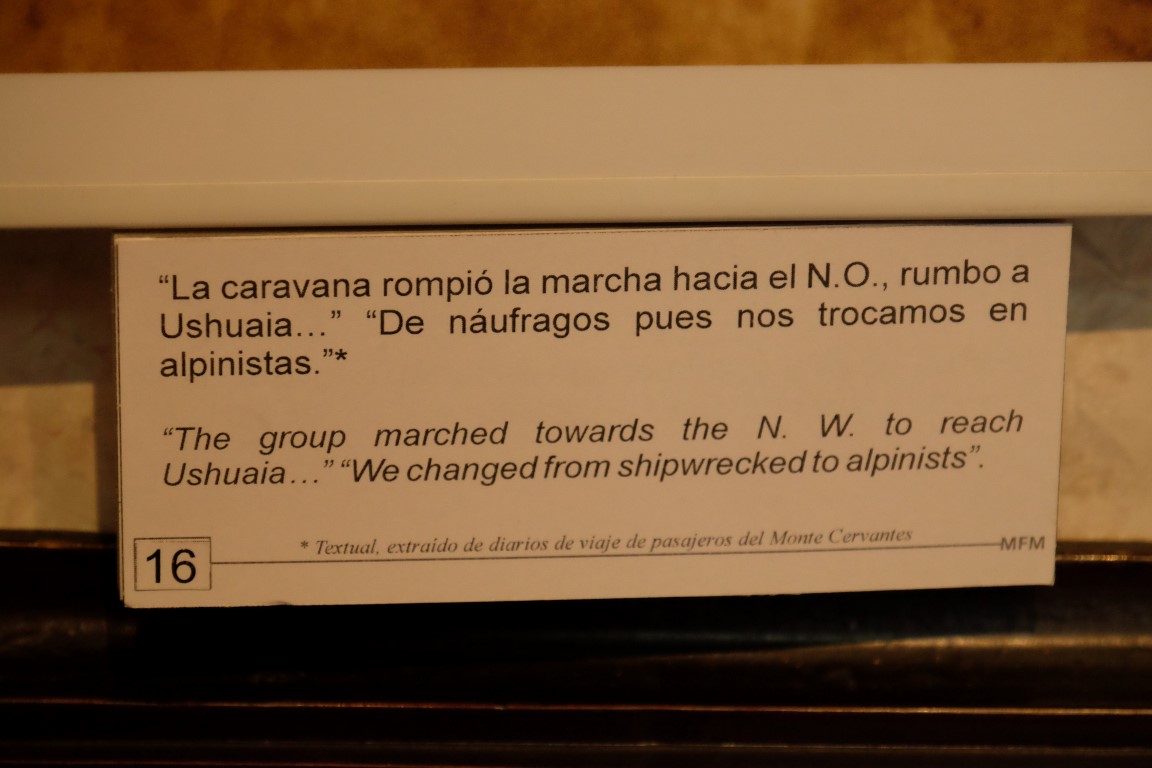 “La caravana rompió la marcha hacia el N.O., rumbo a
Ushuaia...” “De náufragos pues nos trocamos en
alpinistas.”*
“The group marched towards the N. W. to reach
Ushuaia...” “We changed from shipwrecked to alpinists”.
* Textual, extraído de diarios de viaje de pasajeros del Monte Cervantes
16
MFM